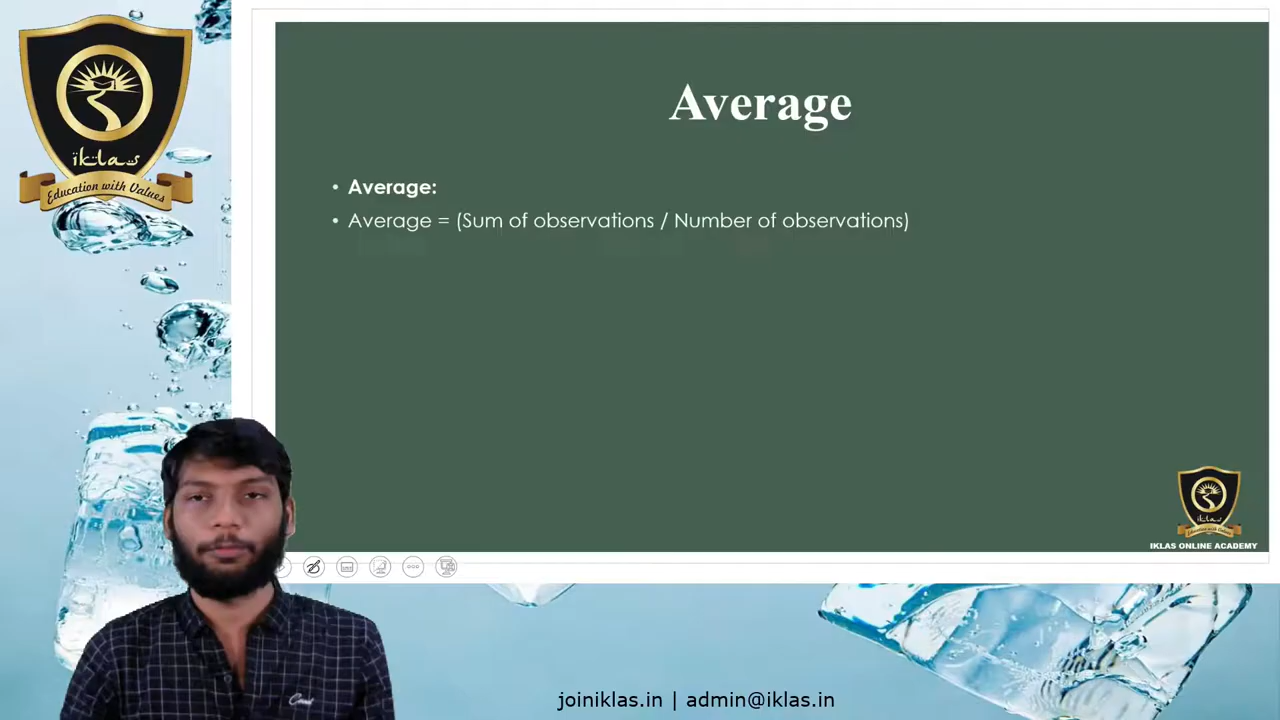 iklas
Education with Values
Average
• Average:
• Average = (Sum of observations / Number of observations)
iklas
IKLAS ONLINE ACADEMY
joiniklas.in | admin@iklas.in